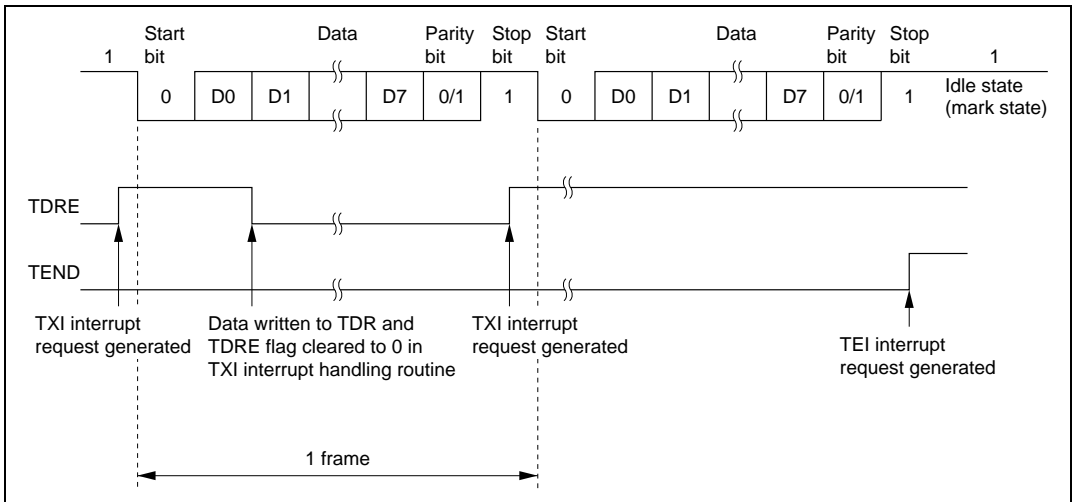 Start Data Parity Stop Start Data Parity Stop
1 bit bit bit bit bit bit 1
0 D0 D1 D7 0/1 1 0 D0 D1 D7 0/1 1 Idle state
(mark state)
TDRE
TEND
TXI interrupt
request generated
Data written to TDR and
TDRE flag cleared to 0 in
TXI interrupt handling routine
TXI interrupt
request generated
TEI interrupt
request generated
1 frame